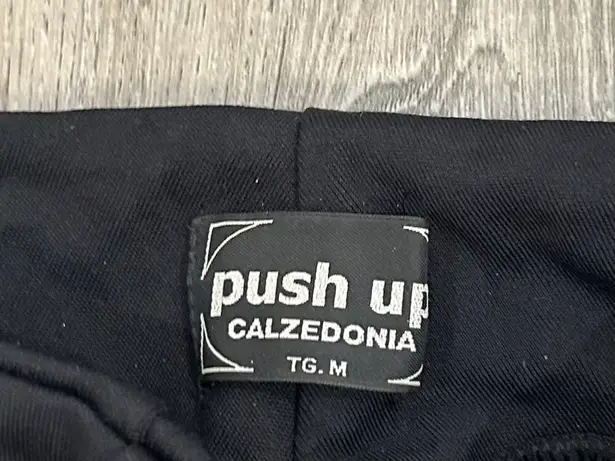 push up
CALZEDONIA
TG. M